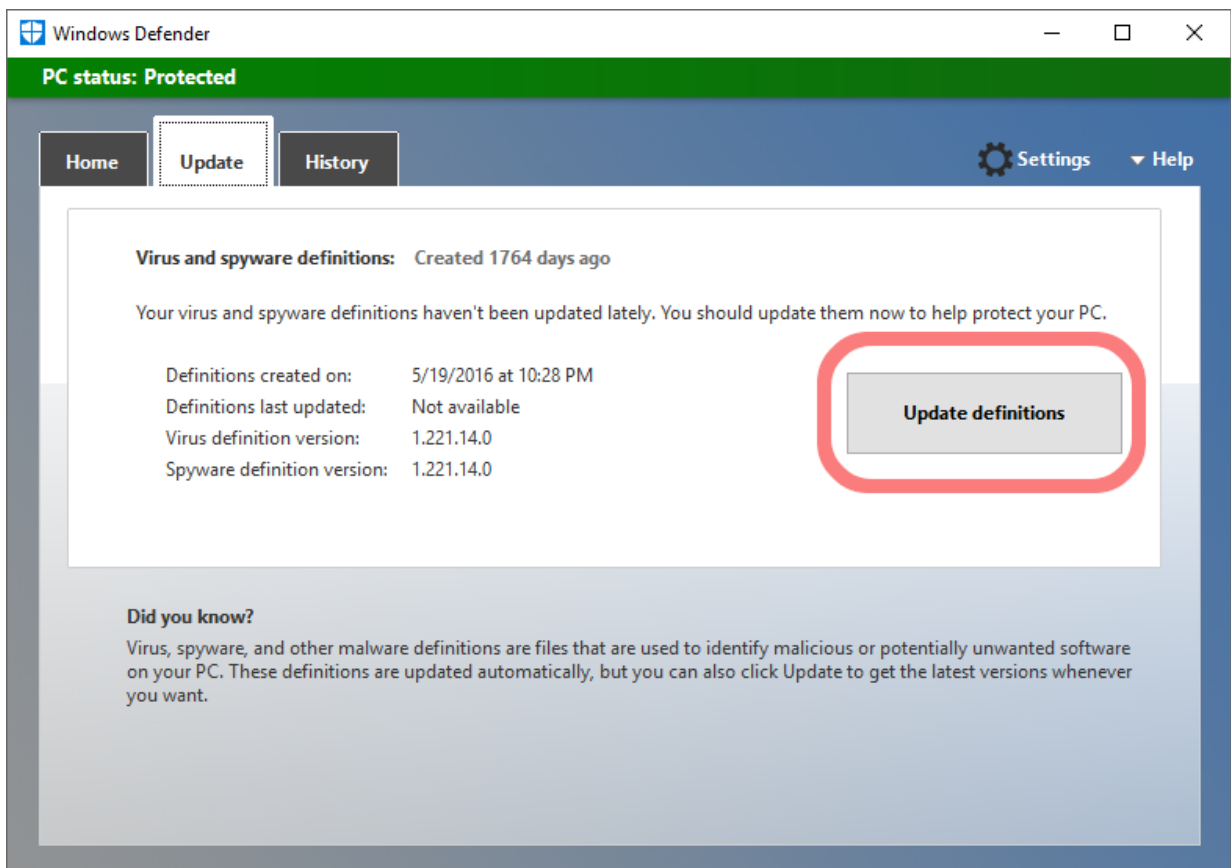 Windows Defender
PC status: Protected
Home Update History Settings Help
Virus and spyware definitions: Created 1764 days ago
Your virus and spyware definitions haven't been updated lately. You should update them now to help protect your PC.
Definitions created on: 5/19/2016 at 10:28 PM
Definitions last updated: Not available
Virus definition version: 1.221.14.0
Spyware definition version: 1.221.14.0
Update definitions
Did you know?
Virus, spyware, and other malware definitions are files that are used to identify malicious or potentially unwanted software
on your PC. These definitions are updated automatically, but you can also click Update to get the latest versions whenever
you want.